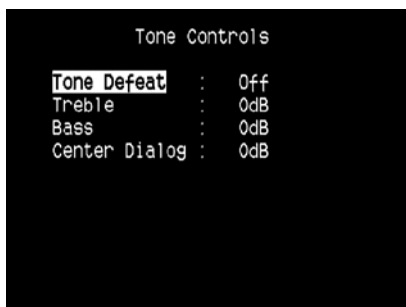 Tone Controls
Tone Defeat : Off
Treble : 0dB
Bass : 0dB
Center Dialog : 0dB